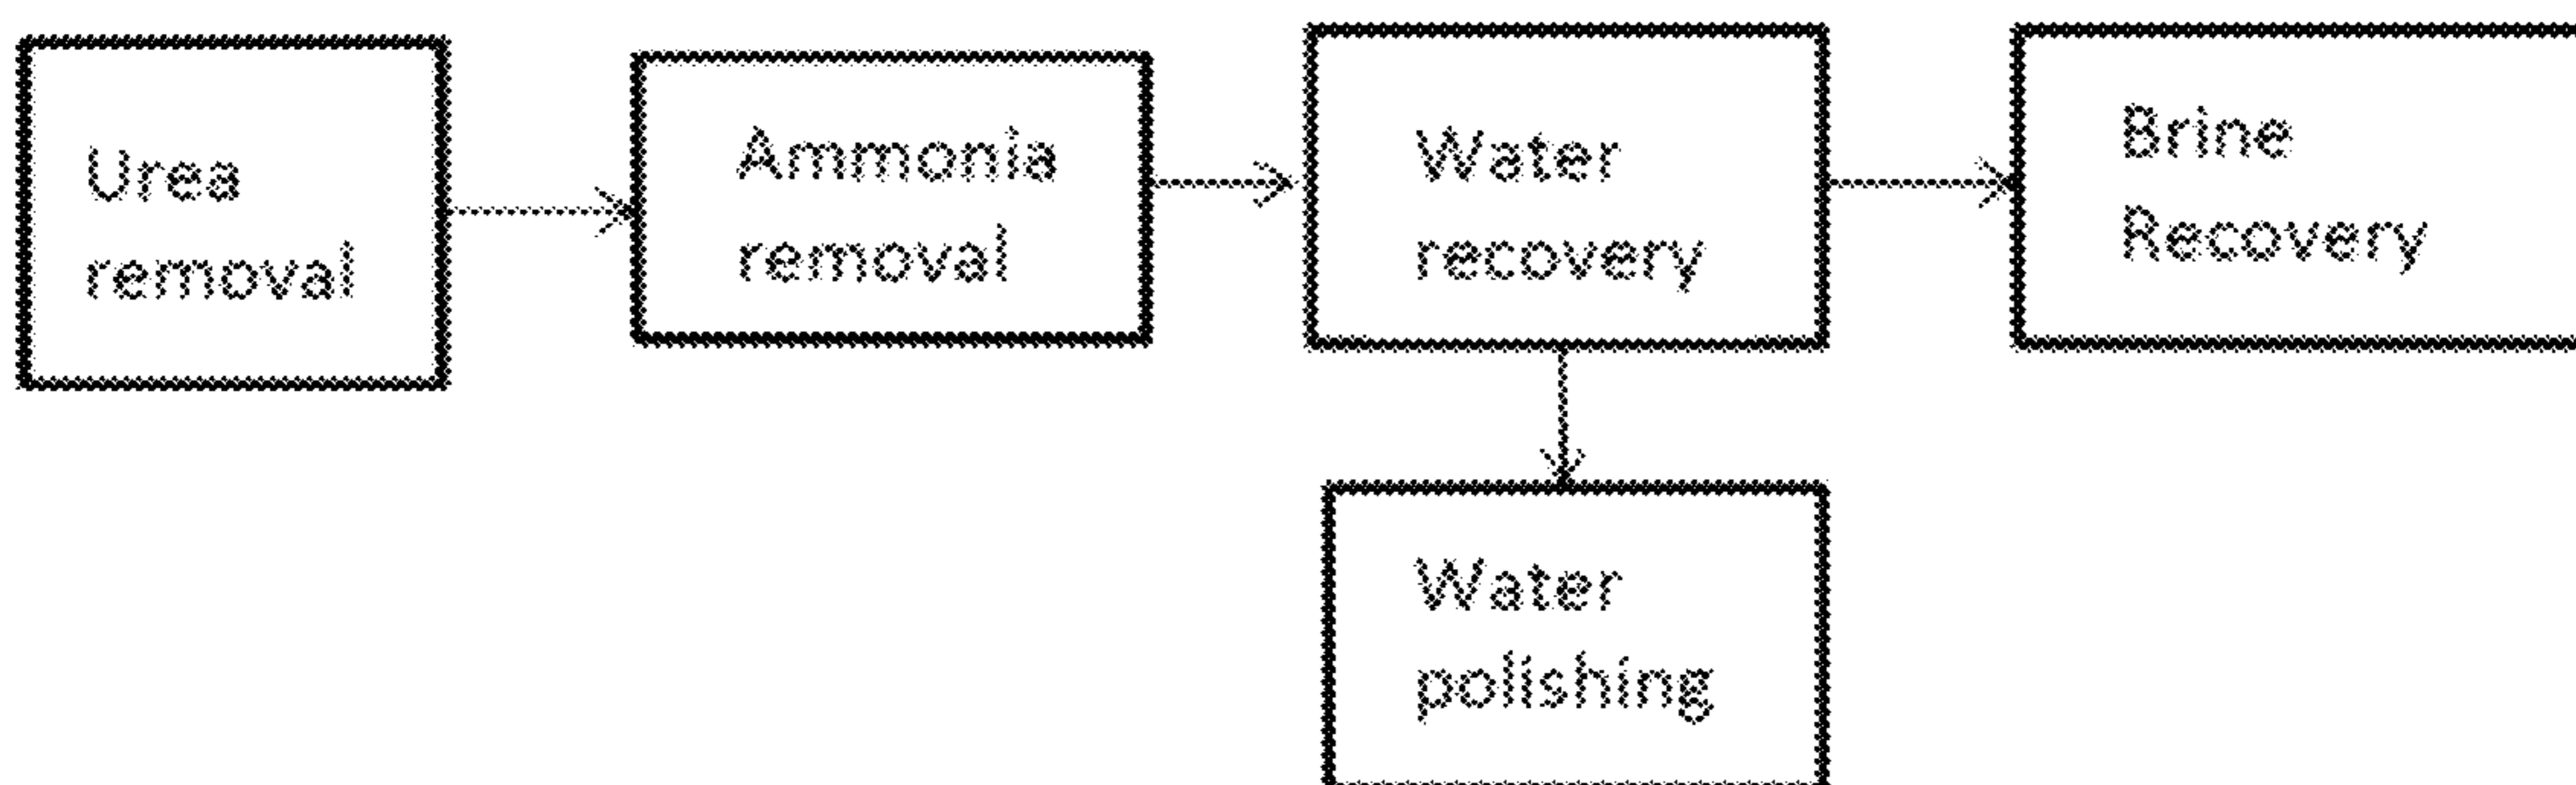 Urea
removal
Ammonia
removal
Water
recovery
Brine
Recovery
Water
polishing